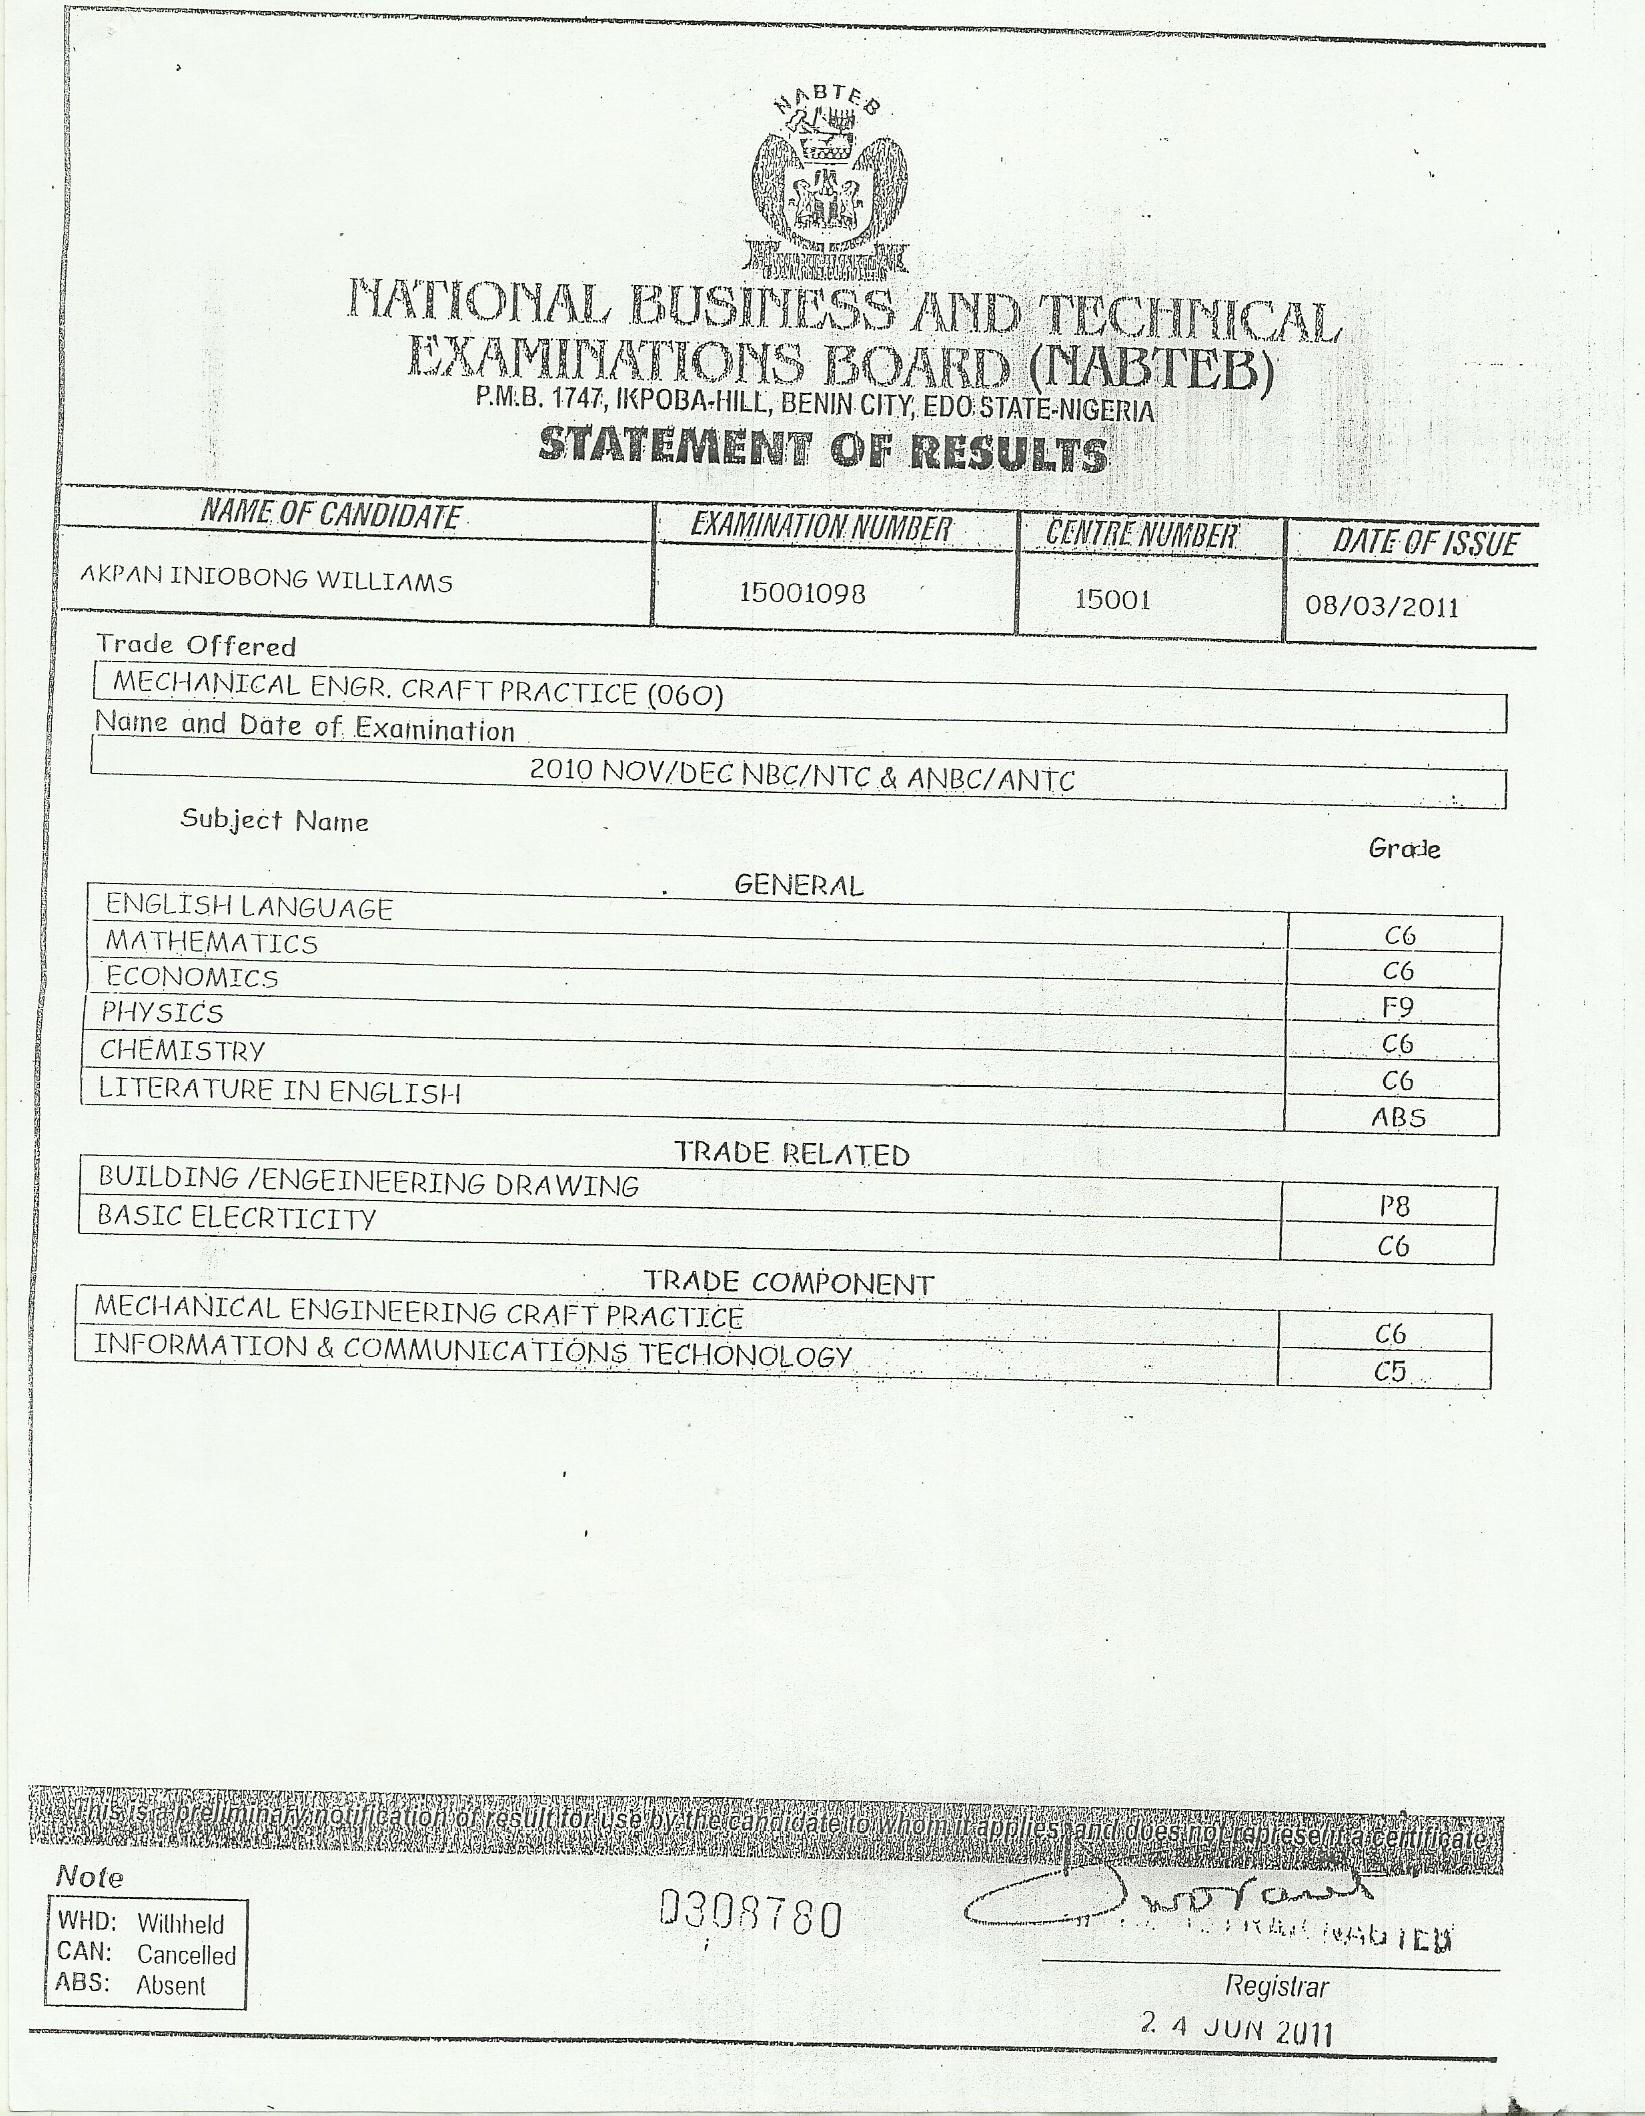 NABTEB
NATIONAL BUSINESS AND TECHNICAL
EXAMINATIONS BOARD (NABTEB)
P.M.B. 1747, IKPOBA-HILL, BENIN CITY, EDO STATE-NIGERIA
STATEMENT OF RESULTS
NAME OF CANDIDATE EXAMINATION NUMBER CENTRE NUMBER DATE OF ISSUE
AKPAN INIOBONG WILLIAMS 15001098 15001 08/03/2011
Trade Offered
MECHANICAL ENGR. CRAFT PRACTICE (060)
Name and Date of Examination
2010 NOV/DEC NBC/NTC & ANBC/ANTC
Subject Name Grade
GENERAL
ENGLISH LANGUAGE C6
MATHEMATICS C6
ECONOMICS F9
PHYSICS C6
CHEMISTRY C6
LITERATURE IN ENGLISH ABS
TRADE RELATED
BUILDING /ENGEINEERING DRAWING P8
BASIC ELECRTICITY C6
TRADE COMPONENT
MECHANICAL ENGINEERING CRAFT PRACTICE C6
INFORMATION & COMMUNICATIONS TECHONOLOGY C5
This is a preliminary notification of result for use by the candidate to whom it applies and does not represent a certificate
Note
WHD: Withheld
CAN: Cancelled
ABS: Absent
0308780
NABTEB
Registrar
24 JUN 2011